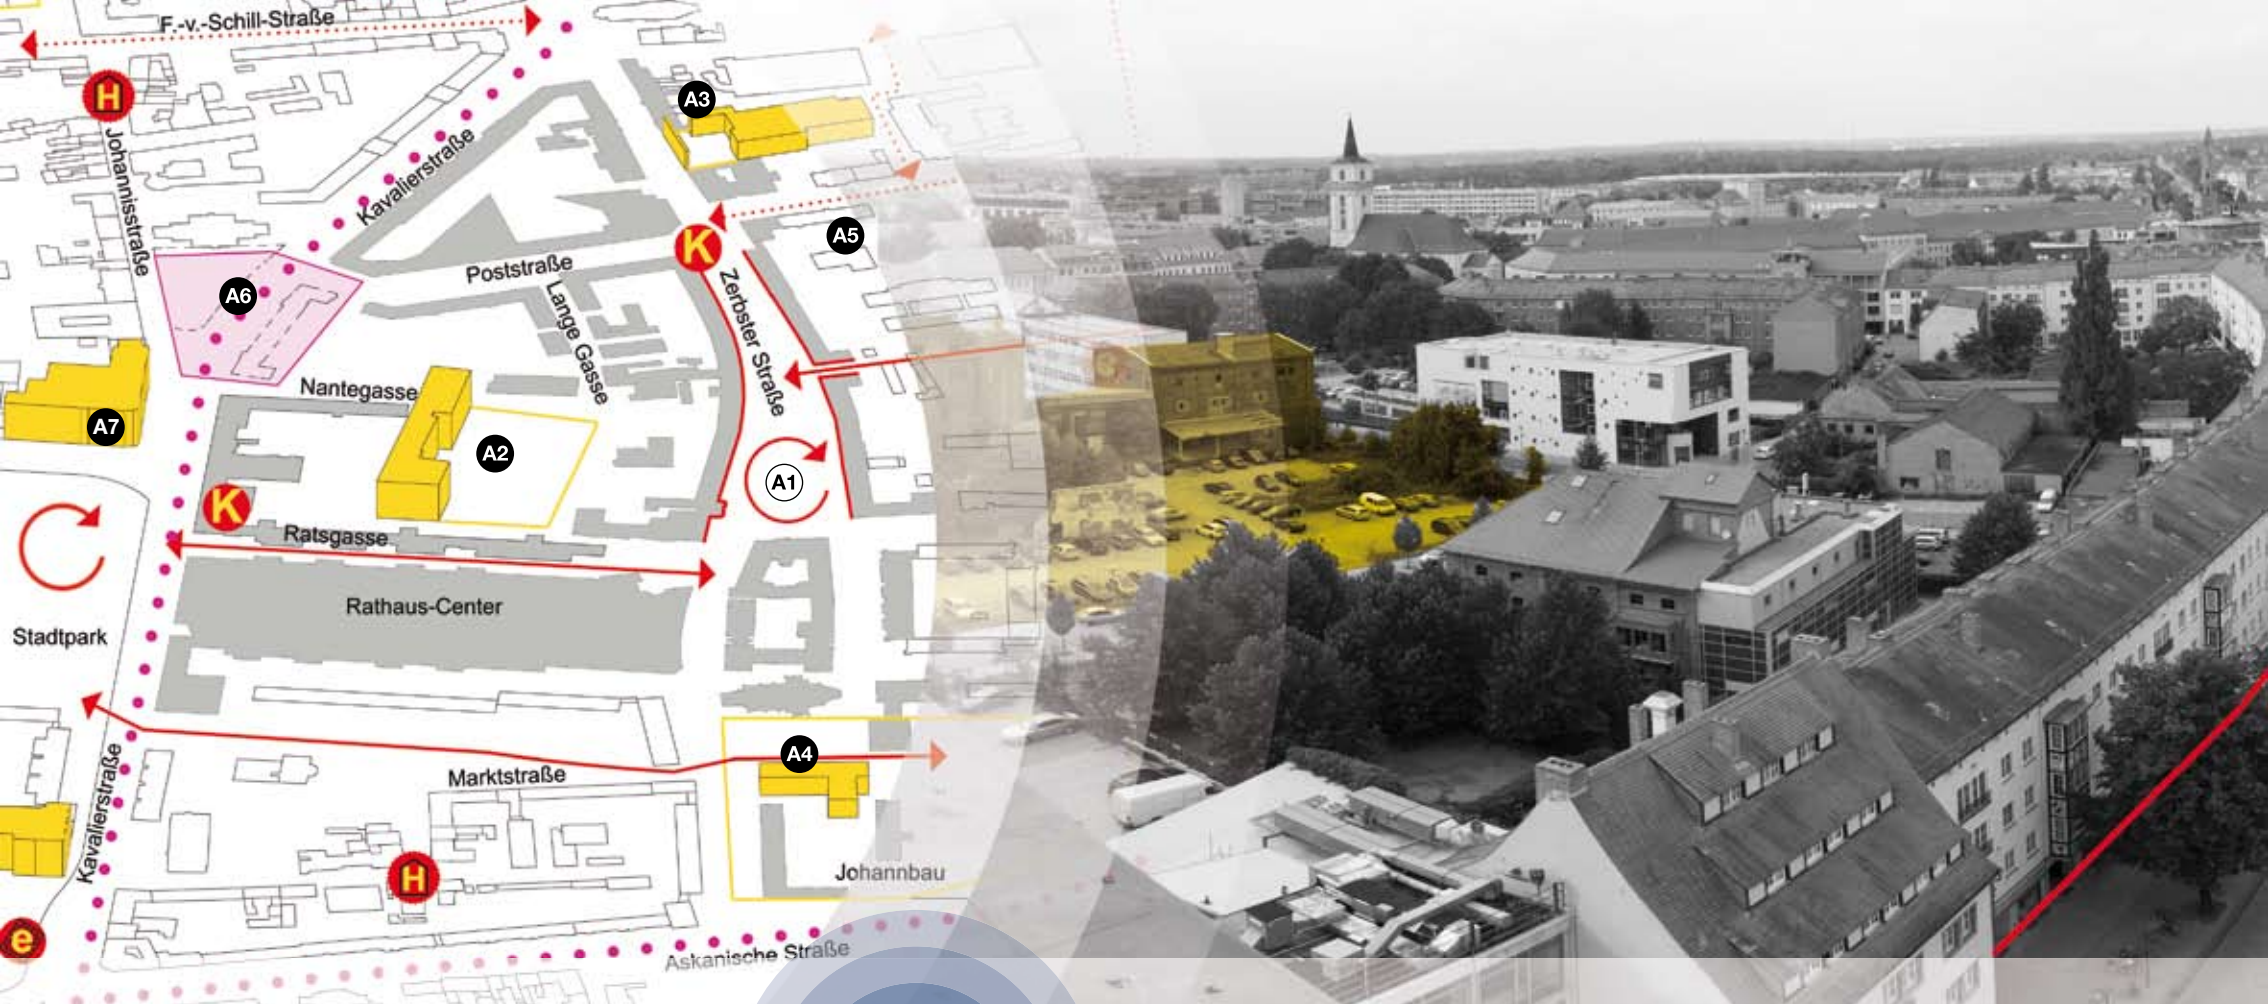 F.-v.-Schill-Straße
H
Johannisstraße
Kavalierstraße
A3
A5
K
Poststraße
A6
Lange Gasse
Zerbster Straße
Nantegasse
A7
A2
A1
K
Ratsgasse
Rathaus-Center
Stadtpark
A4
Marktstraße
Kavalierstraße
H
Johannbau
e
Askanische Straße